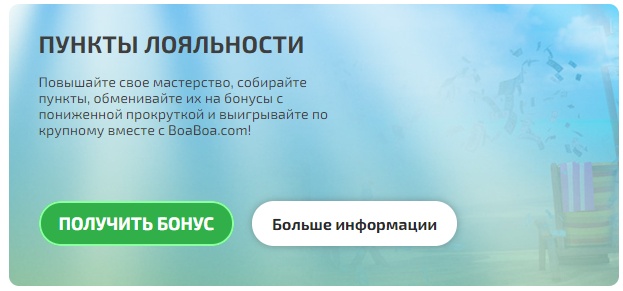 ПУНКТЫ ЛОЯЛЬНОСТИ
Повышайте свое мастерство, собирайте
пункты, обменивайте их на бонусы с
пониженной прокруткой и выигрывайте по
крупному вместе с BoaBoa.com!
ПОЛУЧИТЬ БОНУС
Больше информации